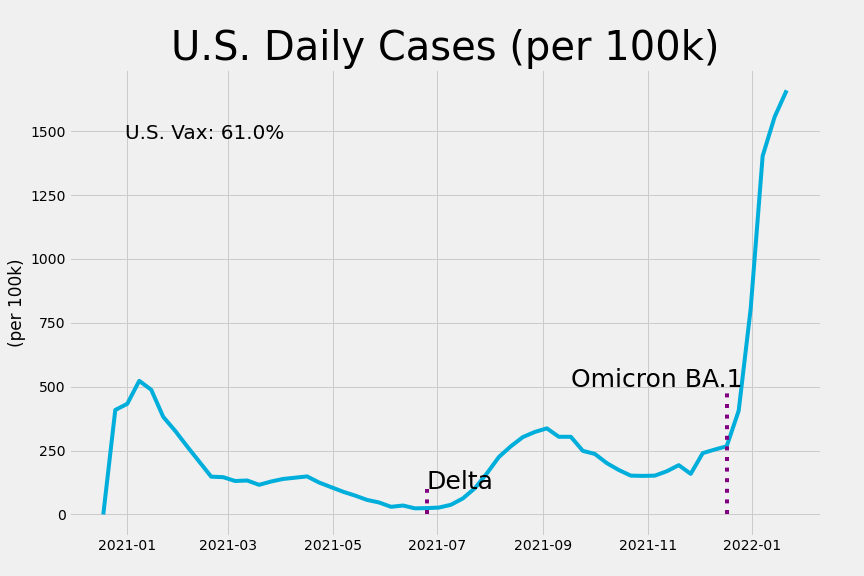 U.S. Daily Cases (per 100k)
U.S. Vax: 61.0%
1500
1250
1000
750
500
250
0
(per 100k)
Omicron BA.1
Delta
2021-01
2021-03
2021-05
2021-07
2021-09
2021-11
2022-01